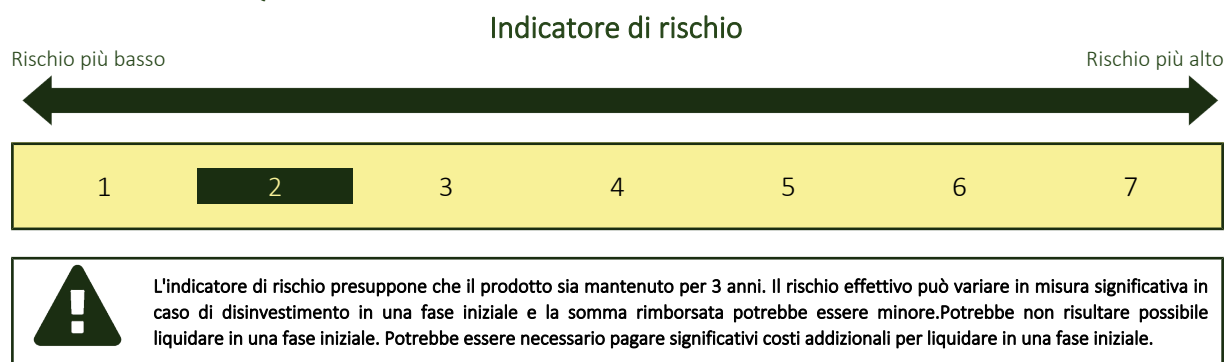 Indicatore di rischio
Rischio più basso
Rischio più alto
1 2 3 4 5 6 7
L'indicatore di rischio presuppone che il prodotto sia mantenuto per 3 anni. Il rischio effettivo può variare in misura significativa in
caso di disinvestimento in una fase iniziale e la somma rimborsata potrebbe essere minore.Potrebbe non risultare possibile
liquidare in una fase iniziale. Potrebbe essere necessario pagare significativi costi addizionali per liquidare in una fase iniziale.